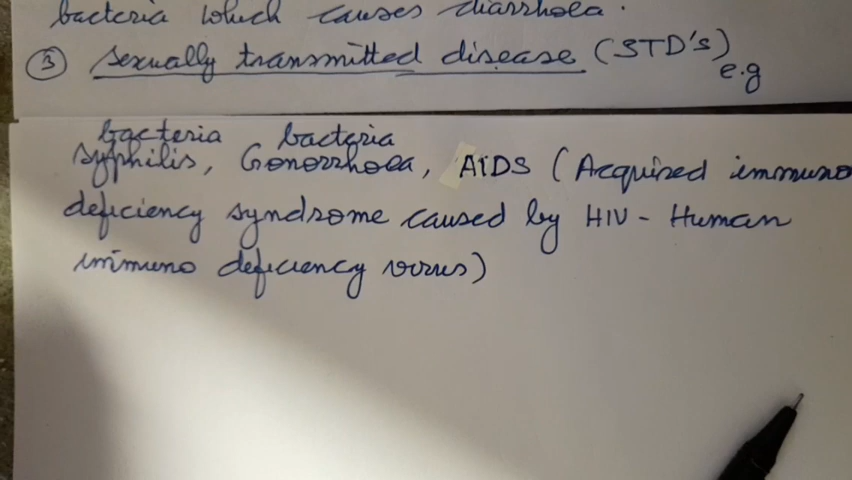 bacteria which causes diarrhoea.
③ sexually transmitted disease (STD's)
e.g
bacteria bacteria
syphilis, Gonorrhoea, AIDS (Acquired immuno
deficiency syndrome caused by HIV - Human
immuno deficiency virus)